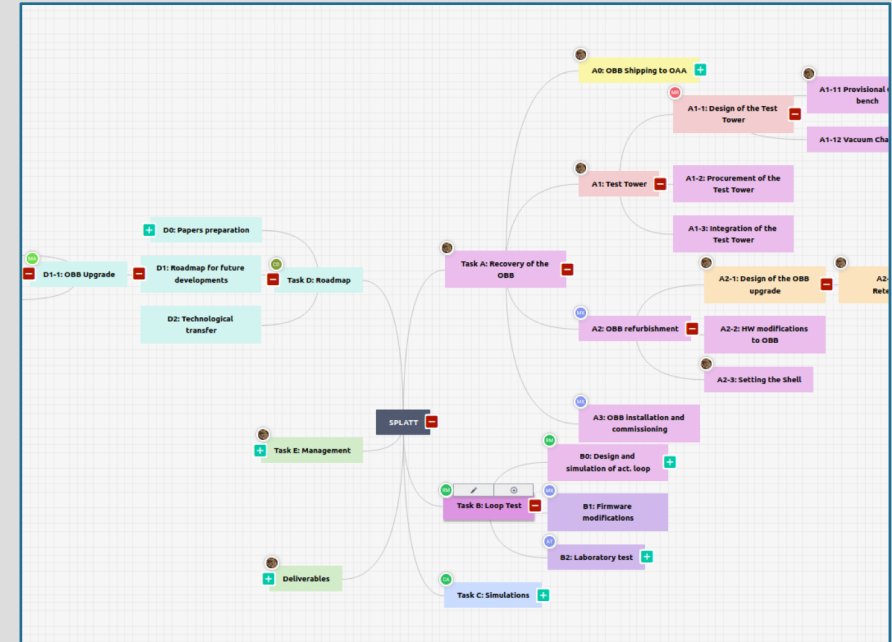 A0: OBB Shipping to OAA
A1-11 Provisional
bench
A1-1: Design of the Test
Tower
A1-12 Vacuum Cha
A1: Test Tower
A1-2: Procurement of the
Test Tower
A1-3: Integration of the
Test Tower
D0: Papers preparation
D1-1: OBB Upgrade
D1: Roadmap for future
developments
Task D: Roadmap
D2: Technological
transfer
Task A: Recovery of the
OBB
A2-1: Design of the OBB
upgrade
A2-
Rete
A2: OBB refurbishment
A2-2: HW modifications
to OBB
A2-3: Setting the Shell
A3: OBB installation and
commissioning
SPLATT
Task E: Management
B0: Design and
simulation of act. loop
Task B: Loop Test
B1: Firmware
modifications
B2: Laboratory test
Deliverables
Task C: Simulations